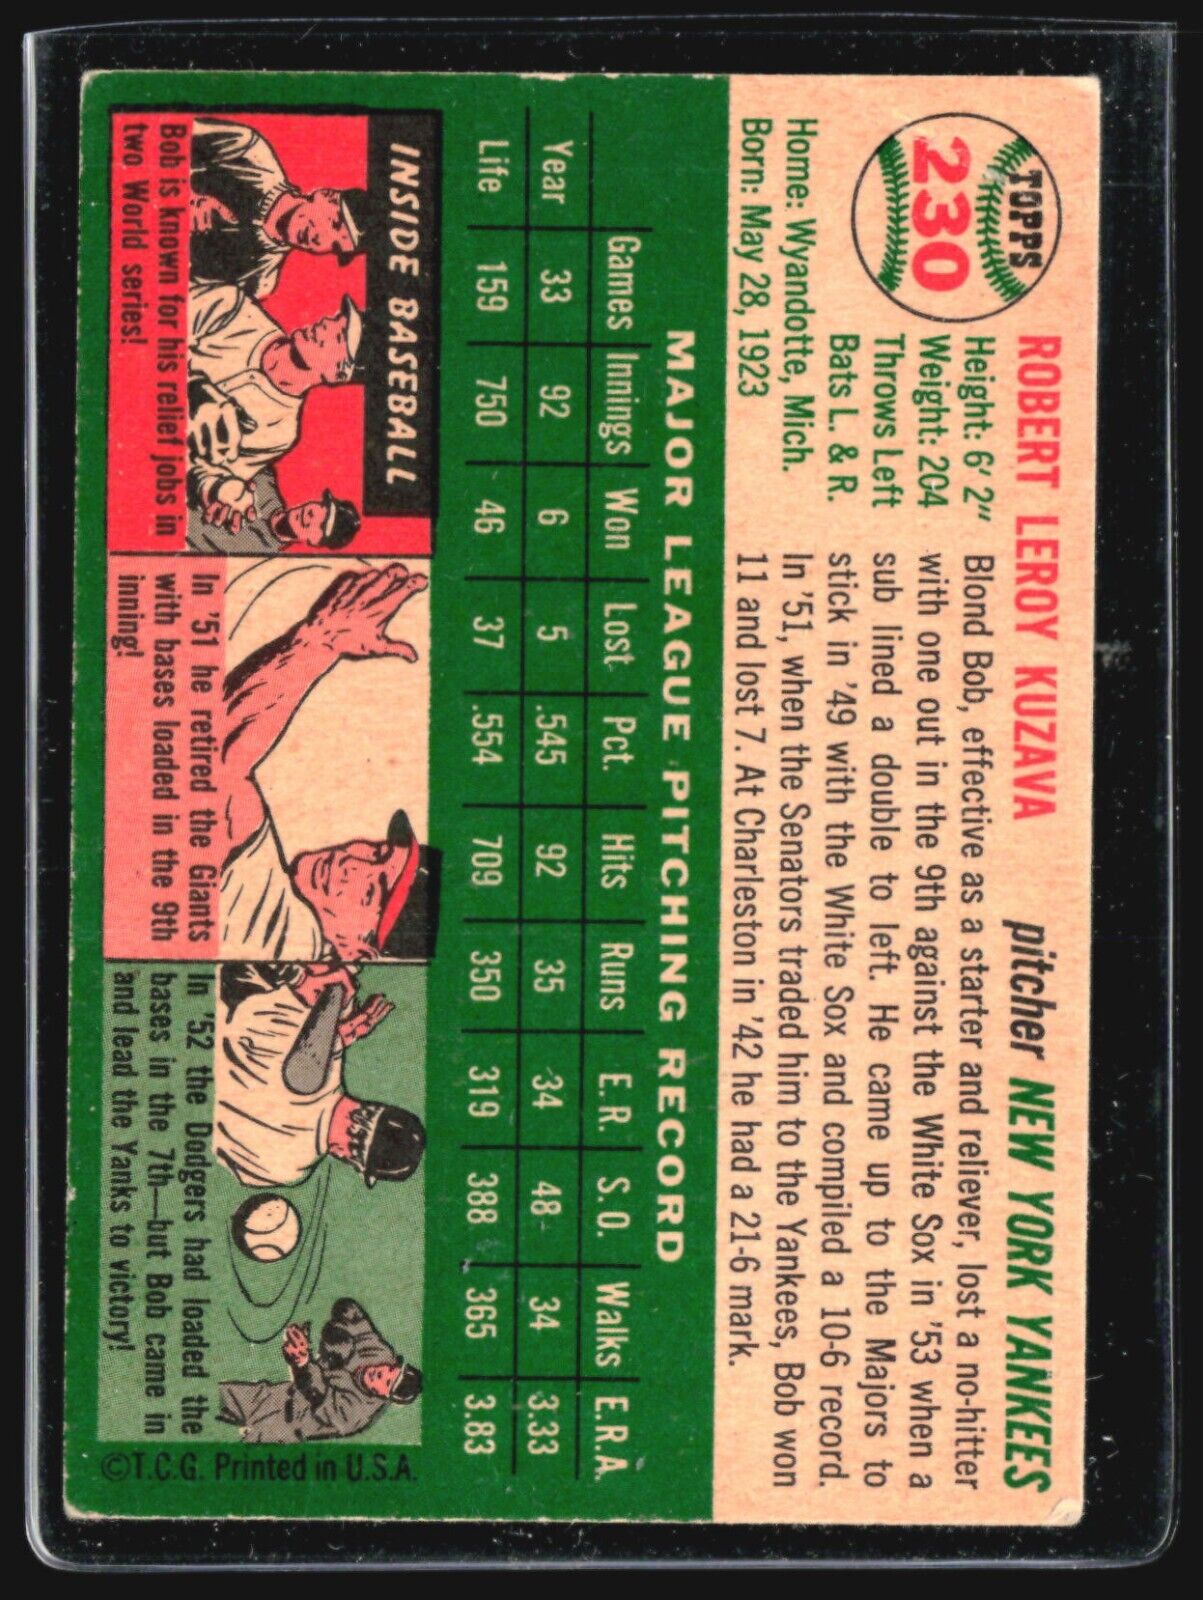 TOPPS
230
ROBERT LEROY KUZAVA pitcher NEW YORK YANKEES
Height: 6' 2"
Weight: 204
Throws Left
Bats L. & R.
Home: Wyandotte, Mich.
Born: May 28, 1923
Blond Bob, effective as a starter and reliever, lost a no-hitter
with one out in the 9th against the White Sox in '53 when a
sub lined a double to left. He came up to the Majors to
stick in '49 with the White Sox and compiled a 10-6 record.
In '51, when the Senators traded him to the Yankees, Bob won
11 and lost 7. At Charleston in '42 he had a 21-6 mark.
MAJOR LEAGUE PITCHING RECORD
Games Innings Won Lost Pct. Hits Runs E.R. S.O. Walks E.R.A.
Year 33 92 6 5 .545 92 35 34 48 34 3.33
Life 159 750 46 37 .554 709 350 319 388 365 3.83
INSIDE BASEBALL
Bob is known for his relief jobs in
two World series!
In '51 he retired the Giants
with bases loaded in the 9th
inning!
In '52 the Dodgers had loaded the
bases in the 7th—but Bob came in
and lead the Yanks to victory!
©T.C.G. Printed in U.S.A.